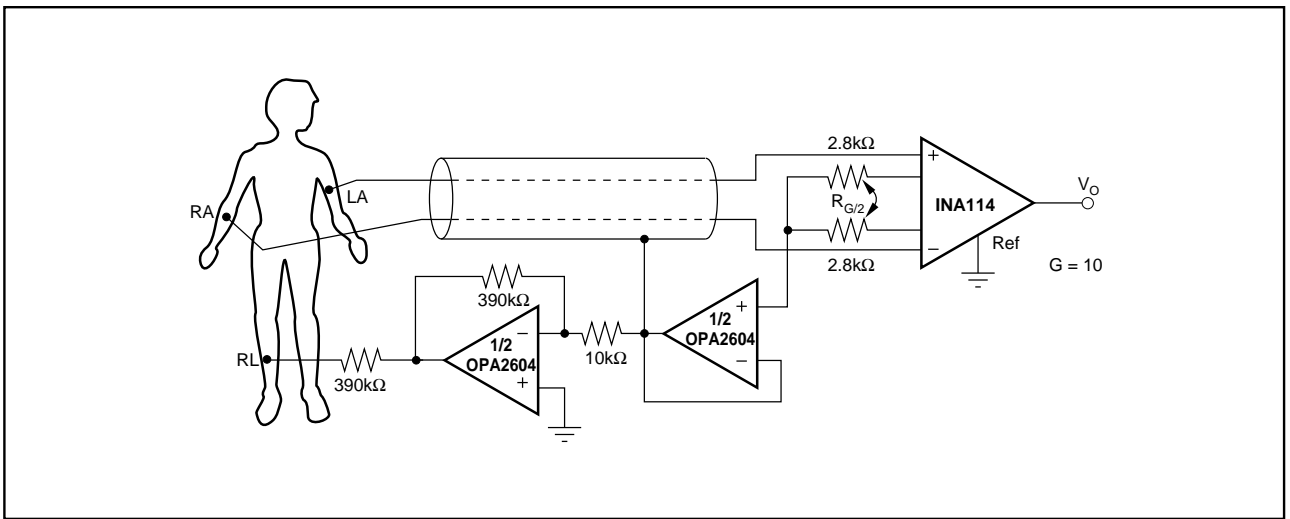 2.8kΩ
LA
RA
R_G/2
+
INA114
−
V_O
Ref
G = 10
2.8kΩ
390kΩ
+
1/2
OPA2604
−
10kΩ
−
1/2
OPA2604
+
RL
390kΩ